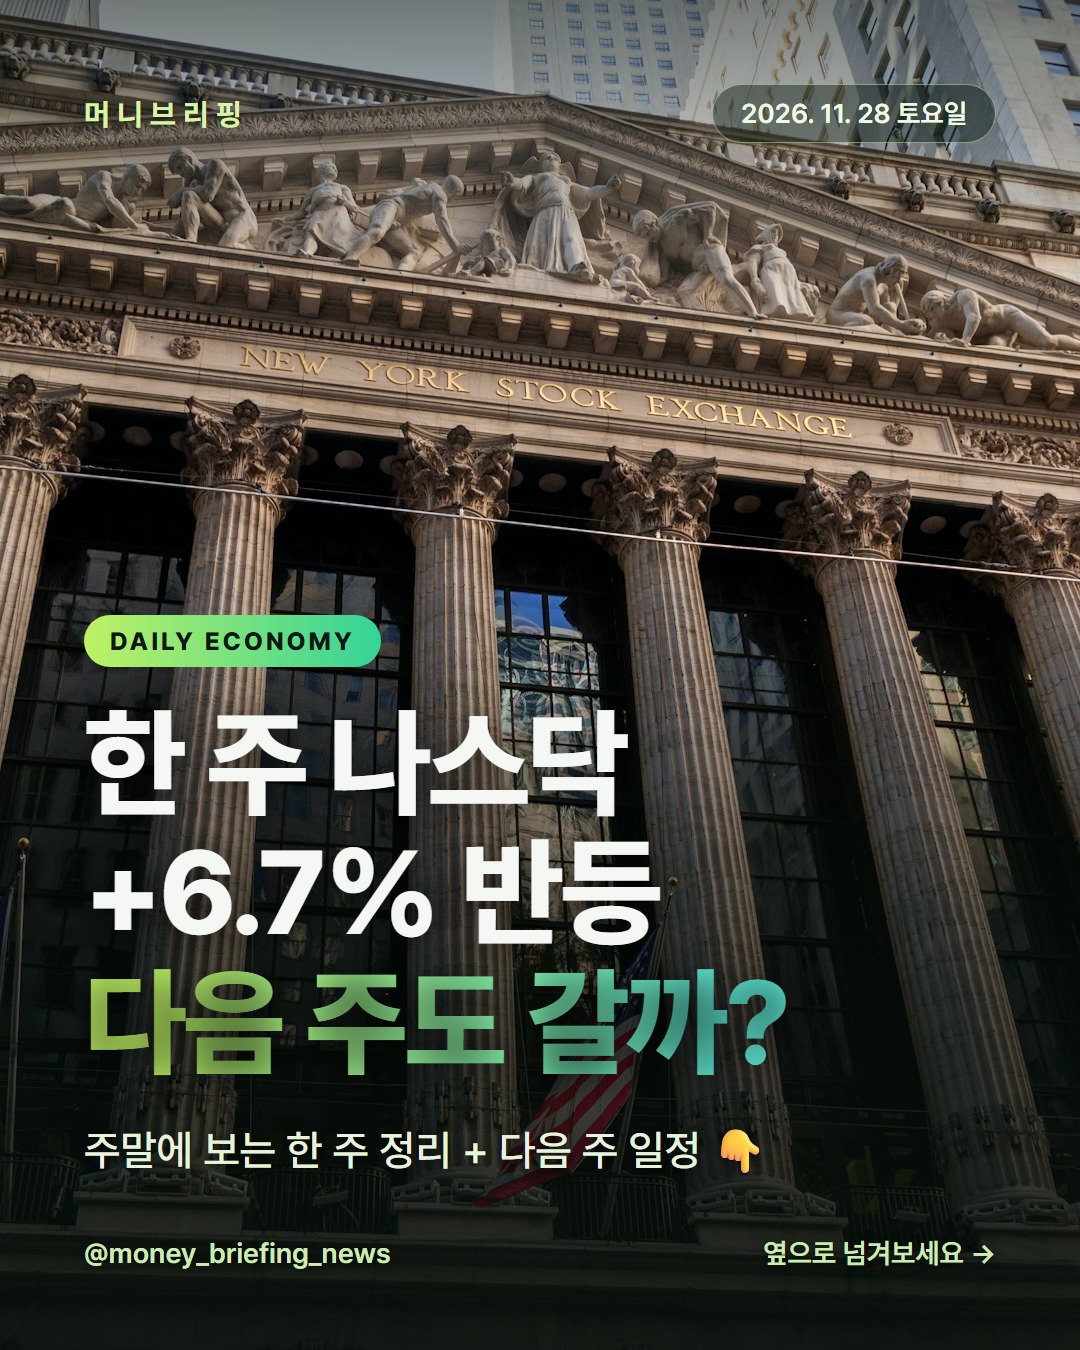 머니브리핑
2026. 11. 28 토요일
NEW YORK STOCK EXCHANGE
DAILY ECONOMY
한 주 나스닥
+6.7% 반등
다음 주도 갈까?
주말에 보는 한 주 정리 + 다음 주 일정 👇
@money_briefing_news
옆으로 넘겨보세요 →